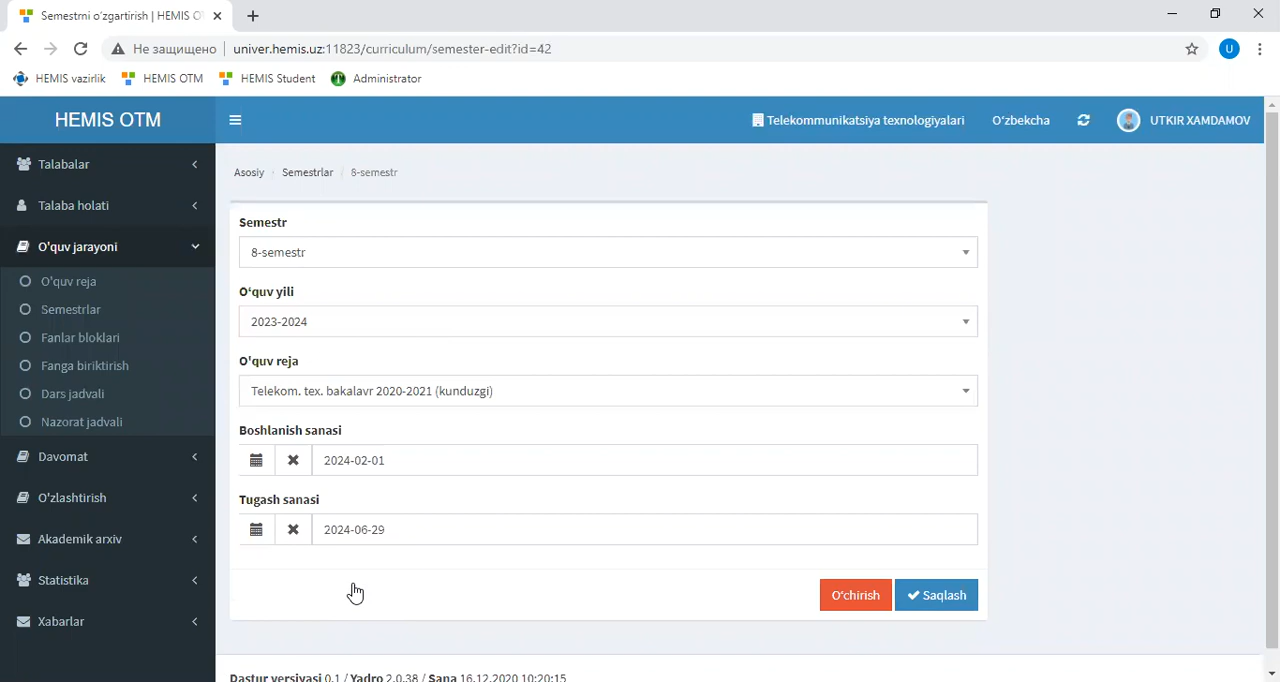 Semestrni o'zgartirish | HEMIS O
Не защищено
univer.hemis.uz:11823/curriculum/semester-edit?id=42
U
HEMIS vazirlik
HEMIS OTM
HEMIS Student
Administrator
HEMIS OTM
Telekommunikatsiya texnologiyalari
O'zbekcha
UTKIR XAMDAMOV
Talabalar
Talaba holati
O'quv jarayoni
O'quv reja
Semestrlar
Fanlar bloklari
Fanga biriktirish
Dars jadvali
Nazorat jadvali
Davomat
O'zlashtirish
Akademik arxiv
Statistika
Xabarlar
Asosiy / Semestrlar / 8-semestr
Semestr
8-semestr
O'quv yili
2023-2024
O'quv reja
Telekom. tex. bakalavr 2020-2021 (kunduzgi)
Boshlanish sanasi
2024-02-01
Tugash sanasi
2024-06-29
O'chirish
Saqlash
Dastur versiyasi 0.1 / Yadro 2.0.38 / Sana 16.12.2020 10:20:15